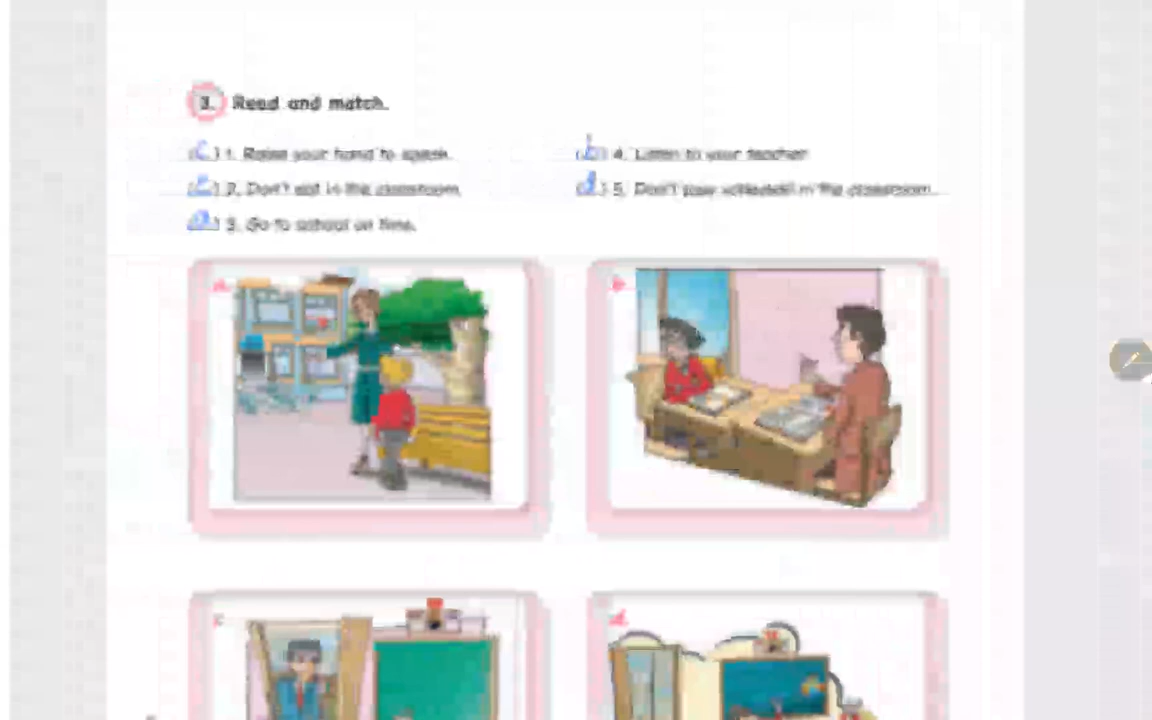 3. Read and match.
1. Raise your hand to speak.
4. Listen to your teacher.
2. Don't eat in the classroom.
5. Don't play volleyball in the classroom.
3. Go to school on time.
a.
b.
c
d.